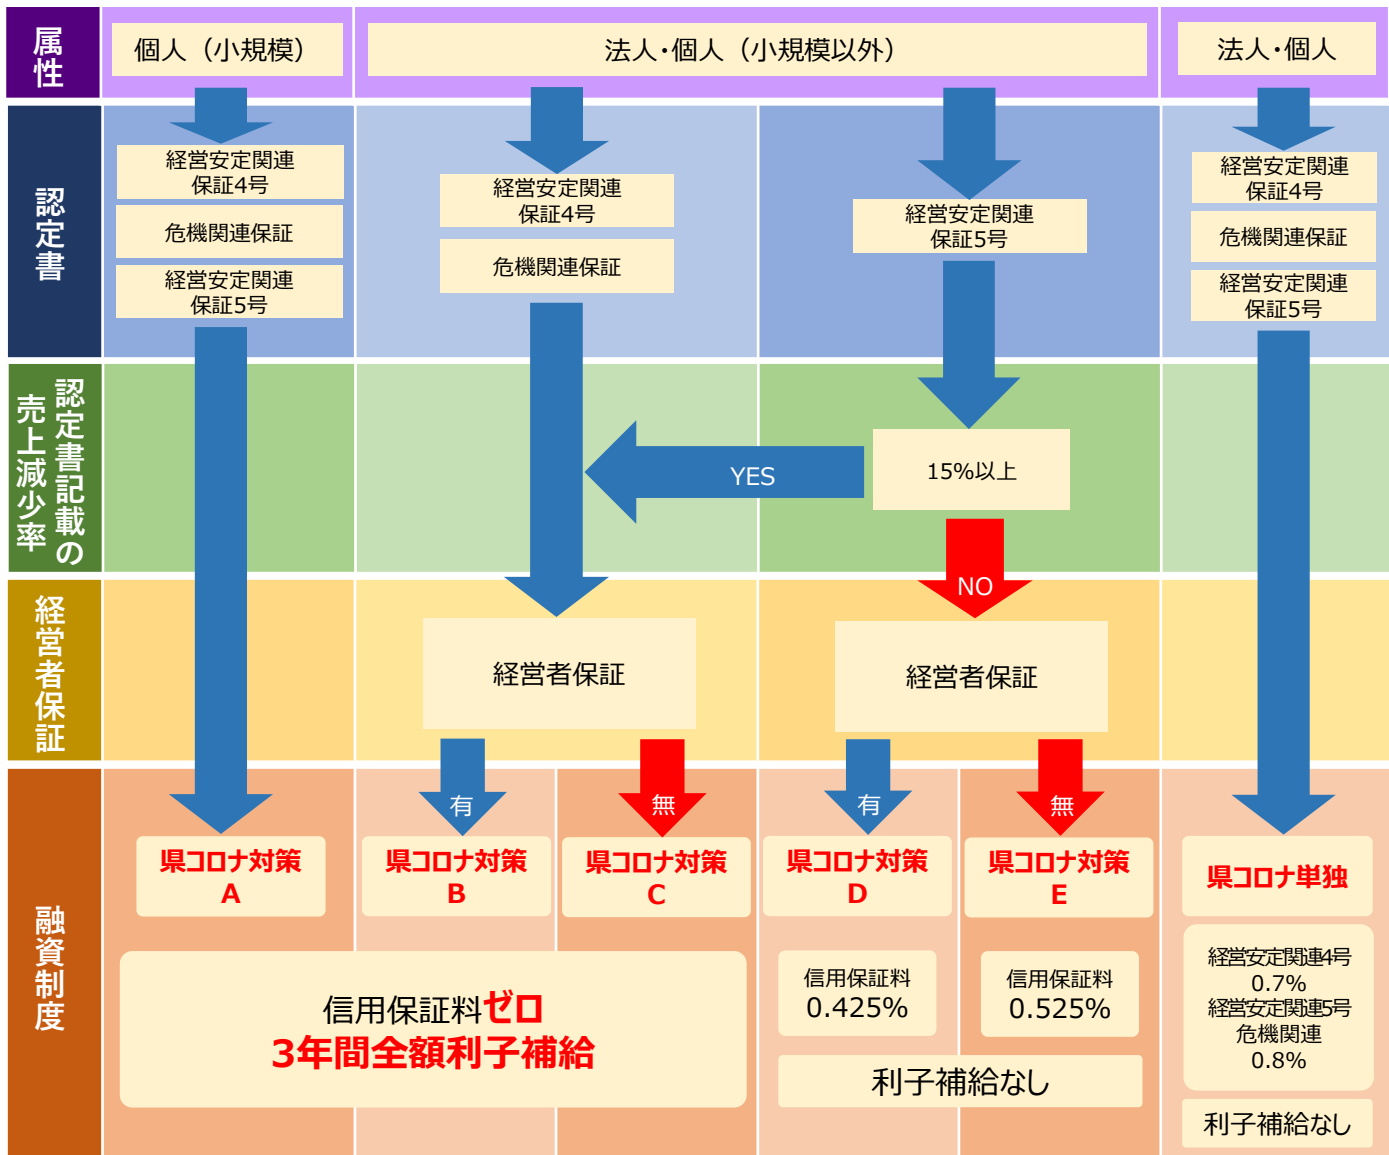 属性
個人（小規模）
法人・個人（小規模以外）
法人・個人
認定書
経営安定関連
保証4号
危機関連保証
経営安定関連
保証5号
経営安定関連
保証4号
危機関連保証
経営安定関連
保証5号
経営安定関連
保証4号
危機関連保証
経営安定関連
保証5号
認定書記載の
売上減少率
YES
15%以上
NO
経営者保証
経営者保証
経営者保証
有
無
有
無
融資制度
県コロナ対策
A
県コロナ対策
B
県コロナ対策
C
県コロナ対策
D
県コロナ対策
E
県コロナ単独
信用保証料ゼロ
3年間全額利子補給
信用保証料
0.425%
信用保証料
0.525%
利子補給なし
経営安定関連4号
0.7%
経営安定関連5号
危機関連
0.8%
利子補給なし